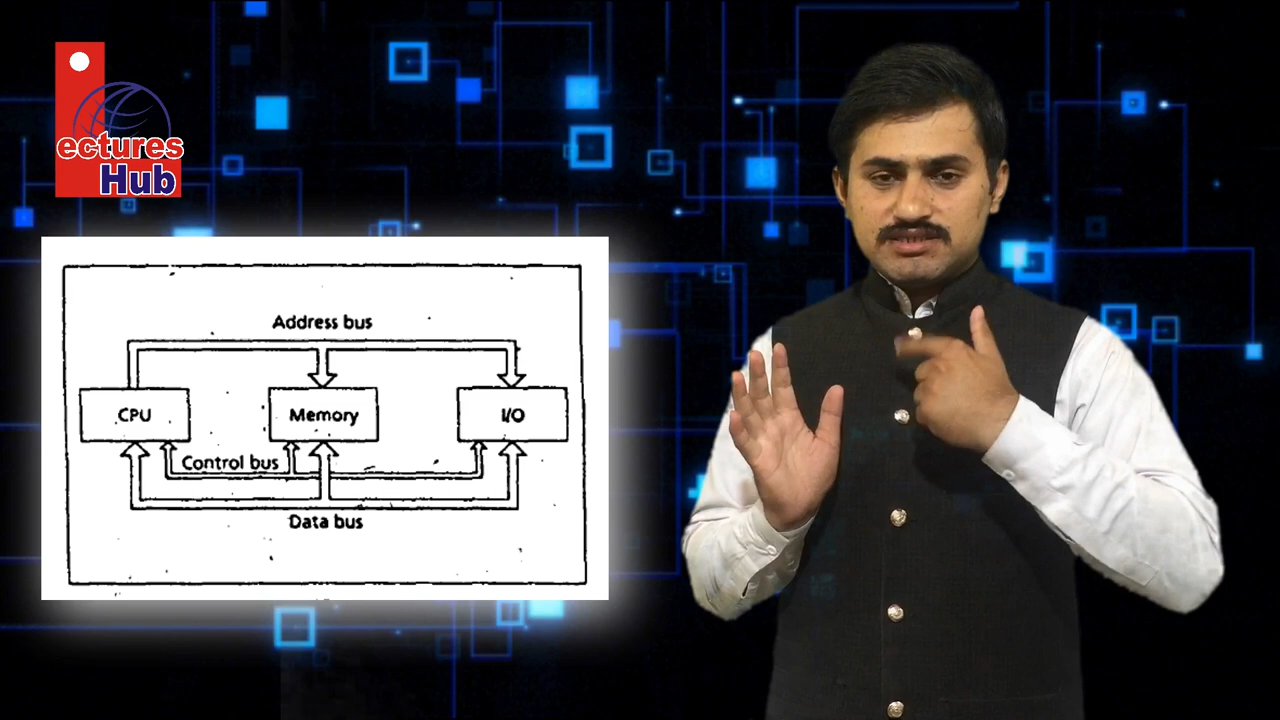 ectures
Hub
Address bus
CPU
Memory
I/O
Control bus
Data bus